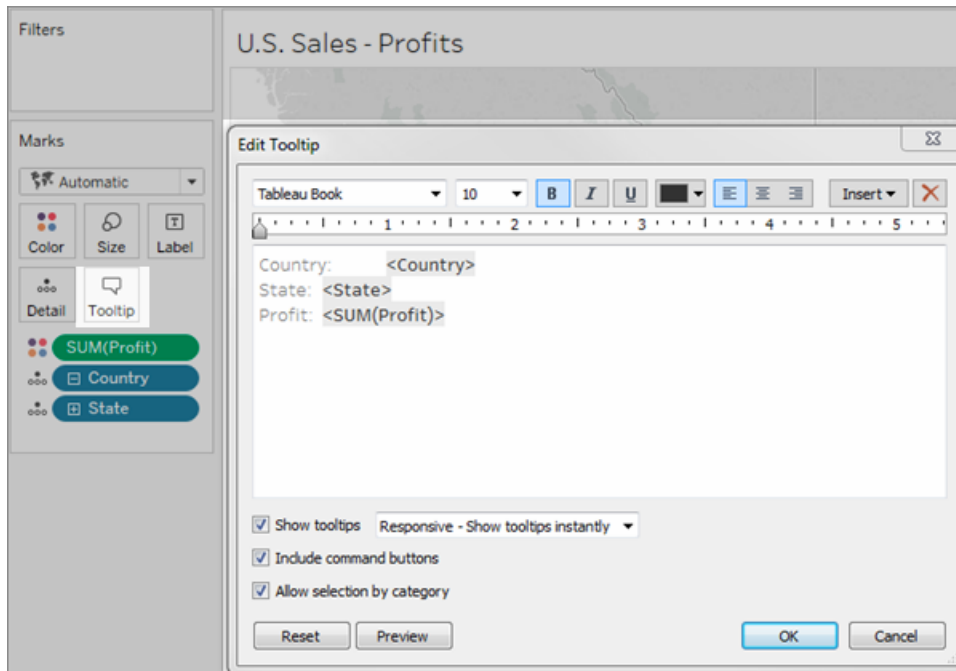 Filters
U.S. Sales - Profits
Marks
Automatic
Color Size Label
Detail Tooltip
SUM(Profit)
Country
State
Edit Tooltip
Tableau Book 10 B I U Insert
1 2 3 4 5
Country: <Country>
State: <State>
Profit: <SUM(Profit)>
Show tooltips Responsive - Show tooltips instantly
Include command buttons
Allow selection by category
Reset Preview OK Cancel